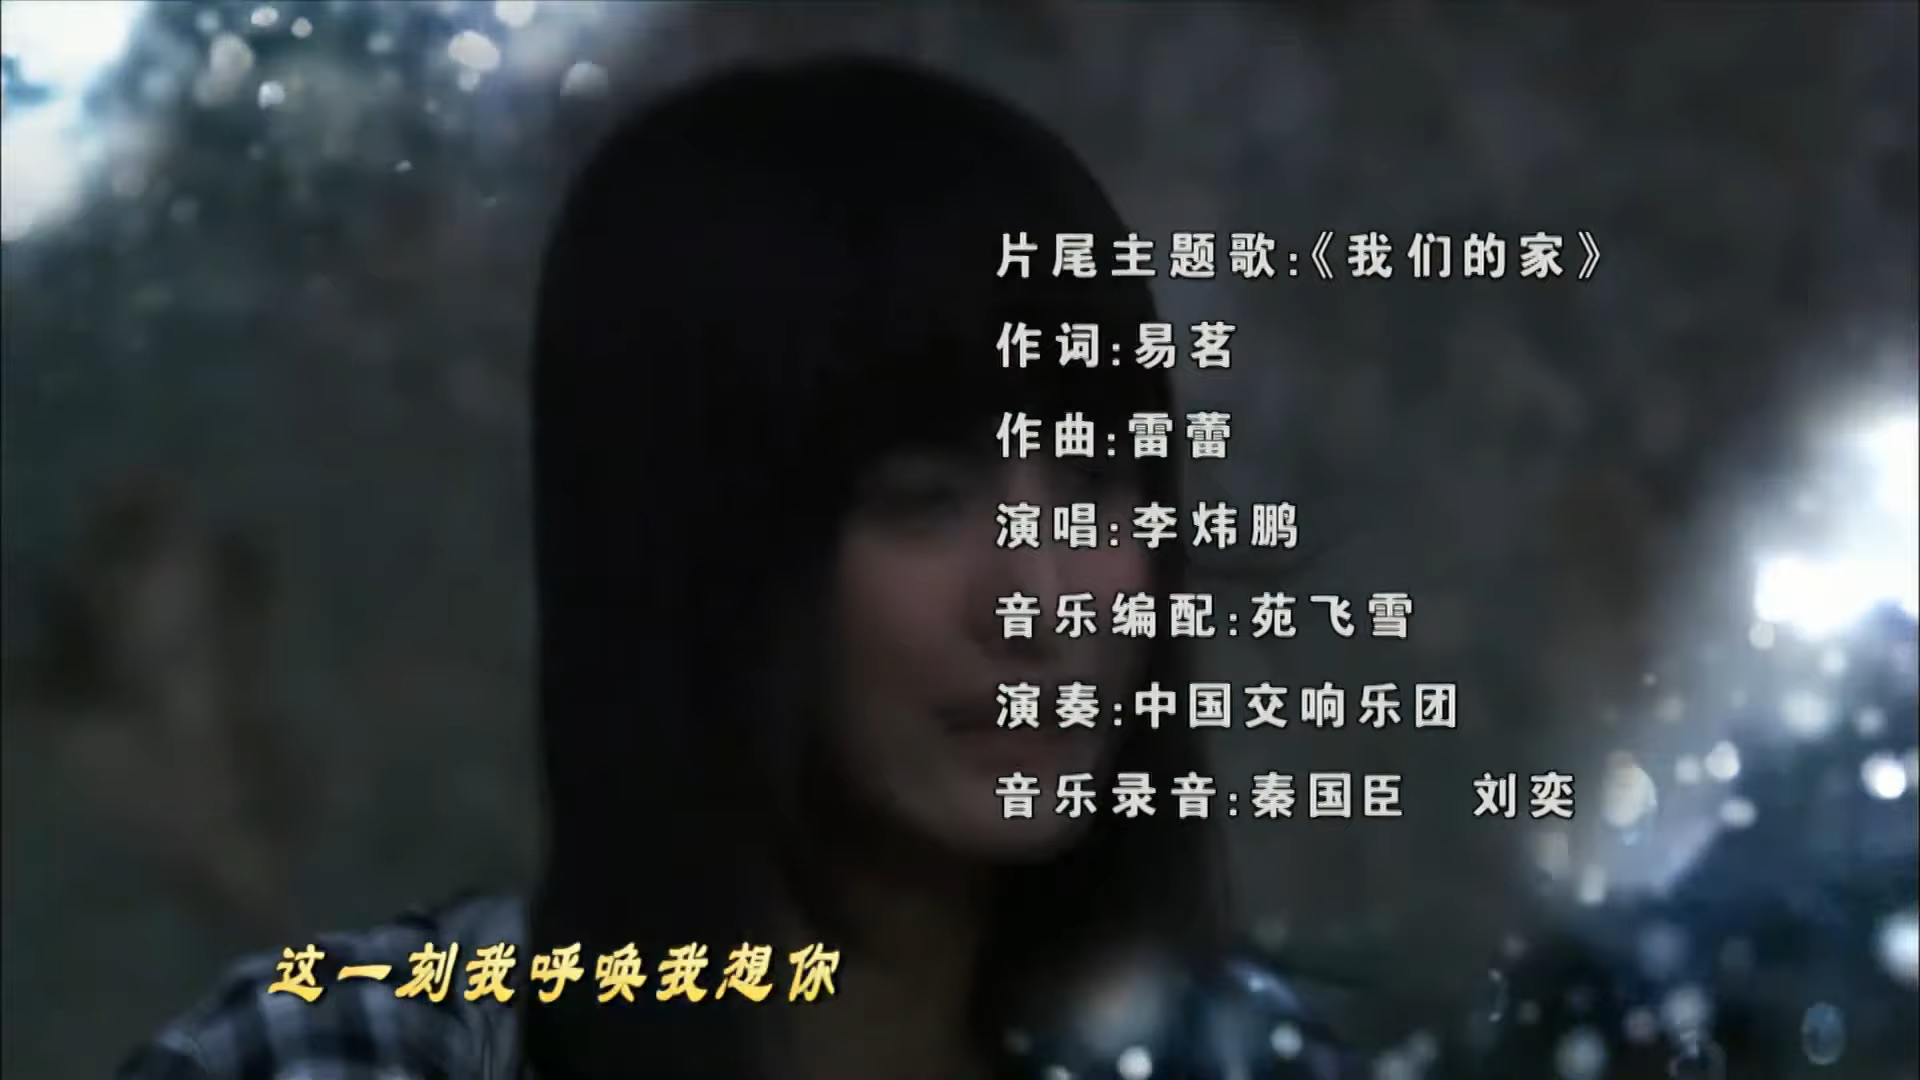 片尾主题歌:《我们的家》
作词:易茗
作曲:雷蕾
演唱:李炜鹏
音乐编配:苑飞雪
演奏:中国交响乐团
音乐录音:秦国臣 刘奕
这一刻我呼唤我想你